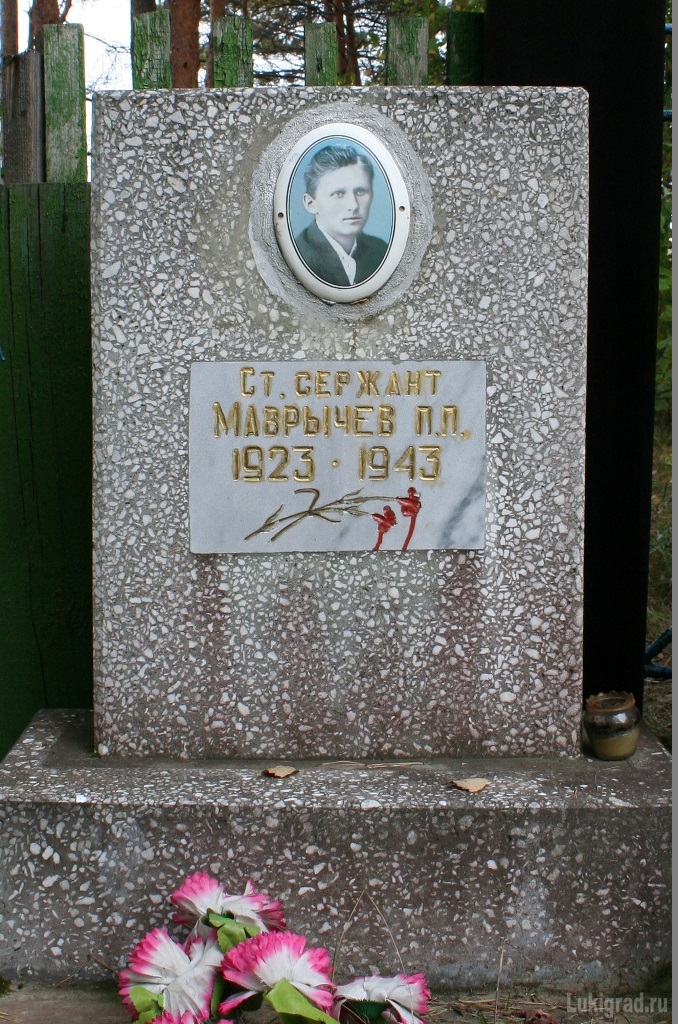 Ст. сержант
Маврычев П.П.
1923 · 1943
Lukigrad.ru